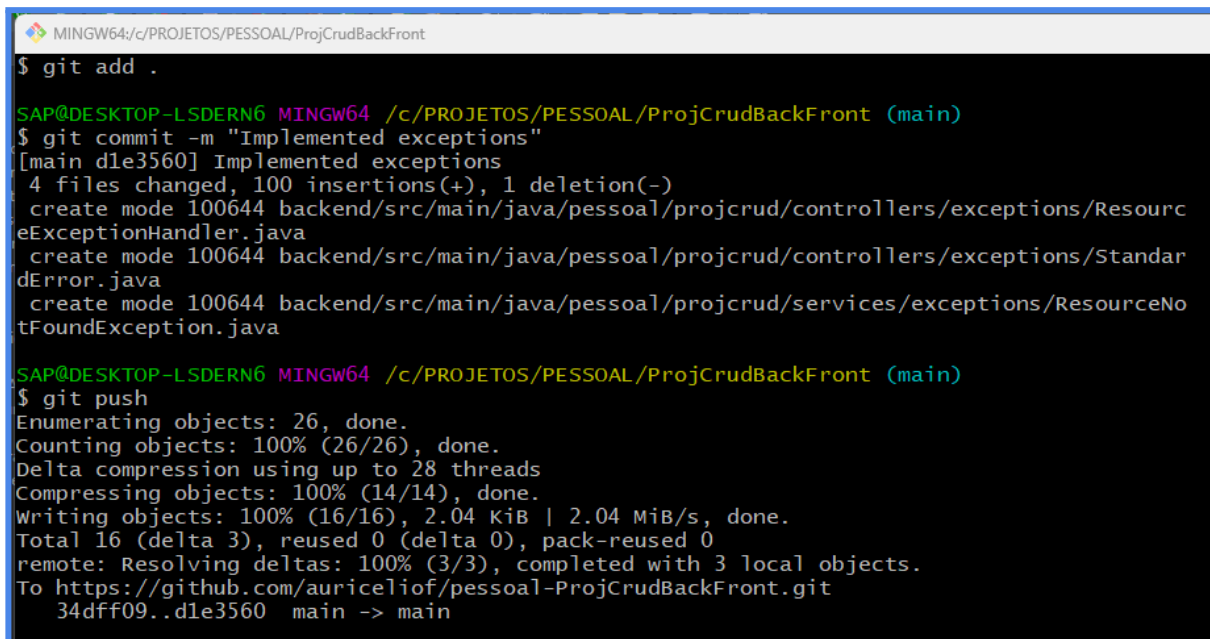 MINGW64:/c/PROJETOS/PESSOAL/ProjCrudBackFront
$ git add .
SAP@DESKTOP-LSDERN6 MINGW64 /c/PROJETOS/PESSOAL/ProjCrudBackFront (main)
$ git commit -m "Implemented exceptions"
[main d1e3560] Implemented exceptions
 4 files changed, 100 insertions(+), 1 deletion(-)
 create mode 100644 backend/src/main/java/pessoal/projcrud/controllers/exceptions/Resourc
eExceptionHandler.java
 create mode 100644 backend/src/main/java/pessoal/projcrud/controllers/exceptions/Standar
dError.java
 create mode 100644 backend/src/main/java/pessoal/projcrud/services/exceptions/ResourceNo
tFoundException.java
SAP@DESKTOP-LSDERN6 MINGW64 /c/PROJETOS/PESSOAL/ProjCrudBackFront (main)
$ git push
Enumerating objects: 26, done.
Counting objects: 100% (26/26), done.
Delta compression using up to 28 threads
Compressing objects: 100% (14/14), done.
Writing objects: 100% (16/16), 2.04 KiB | 2.04 MiB/s, done.
Total 16 (delta 3), reused 0 (delta 0), pack-reused 0
remote: Resolving deltas: 100% (3/3), completed with 3 local objects.
To https://github.com/auriceliof/pessoal-ProjCrudBackFront.git
   34dff09..d1e3560  main -> main